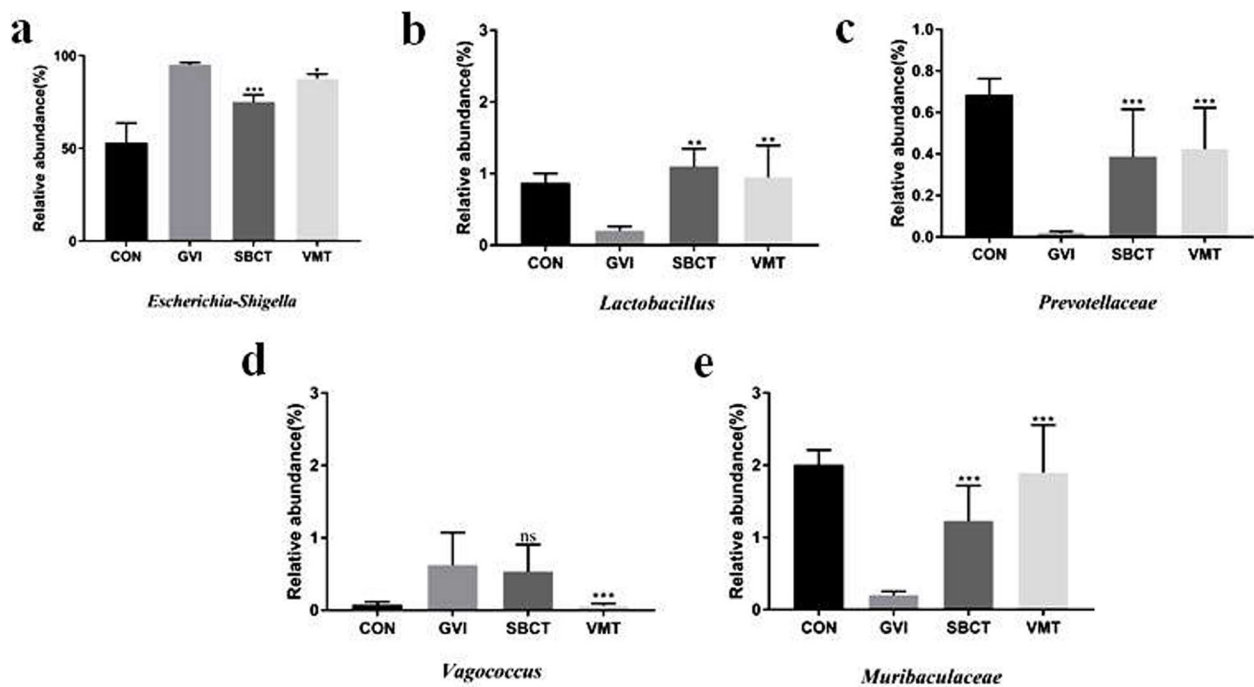 a
Relative abundance(%)
100
50
0
***
*
CON GVI SBCT VMT
Escherichia-Shigella
b
Relative abundance(%)
3
2
1
0
**
**
CON GVI SBCT VMT
Lactobacillus
c
Relative abundance(%)
0.8
0.6
0.4
0.2
0.0
***
***
CON GVI SBCT VMT
Prevotellaceae
d
Relative abundance(%)
3
2
1
0
ns
***
CON GVI SBCT VMT
Vagococcus
e
Relative abundance(%)
3
2
1
0
***
***
CON GVI SBCT VMT
Muribaculaceae